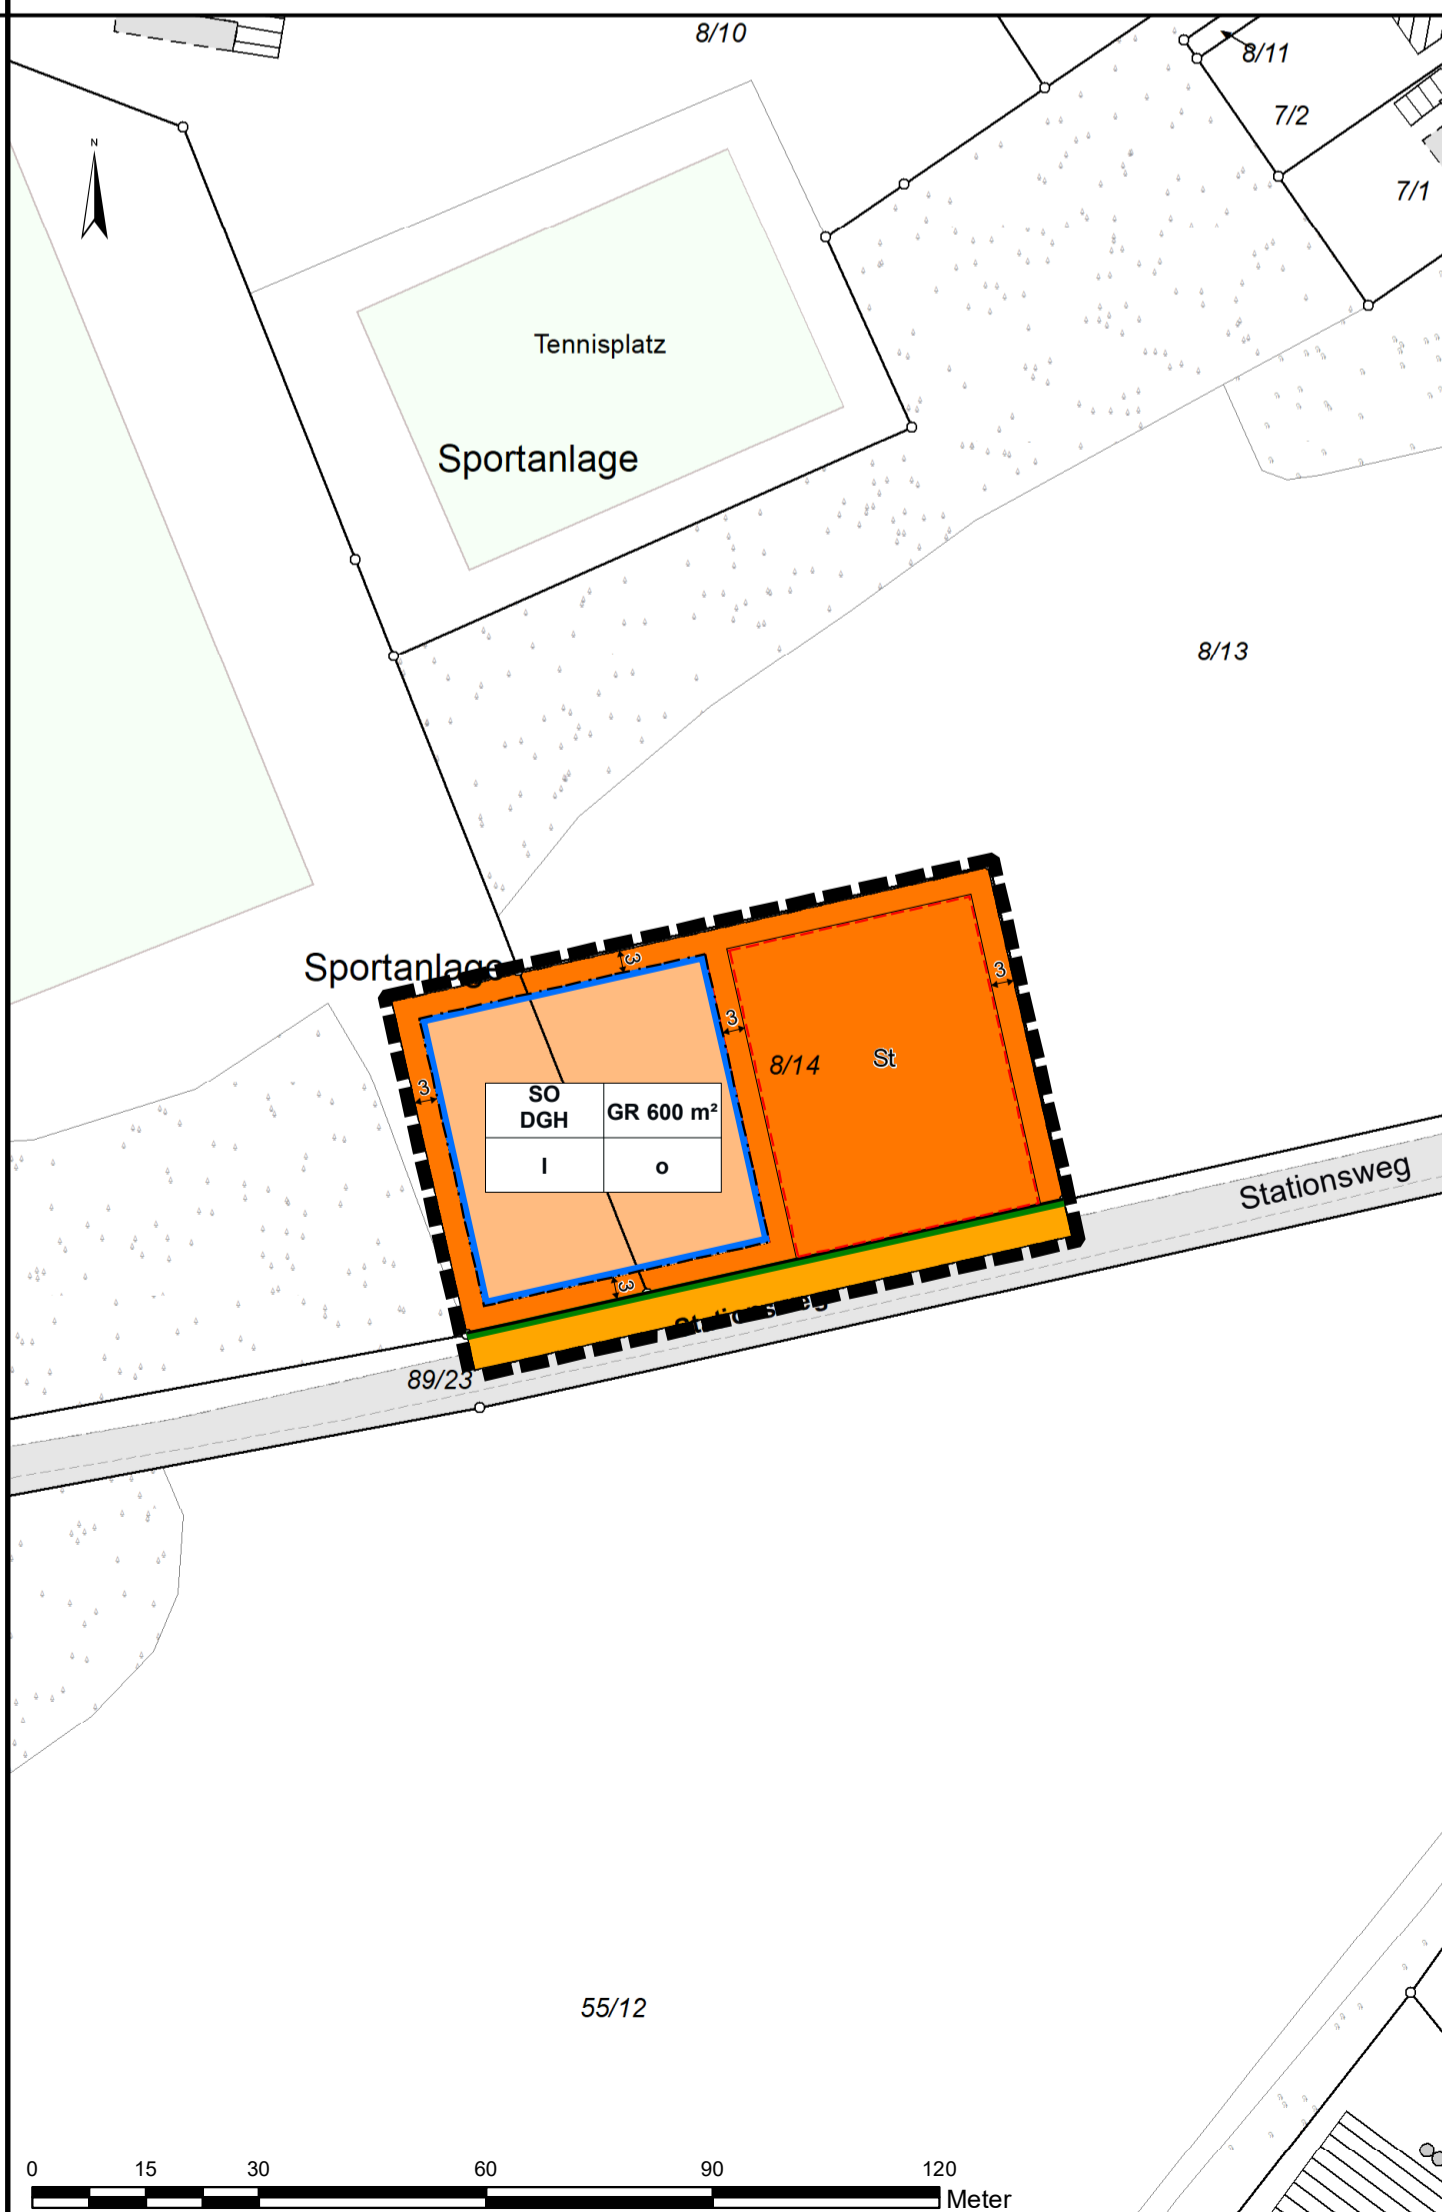 8/10
8/11
7/2
7/1
N
Tennisplatz
Sportanlage
8/13
Sportanlage
3
3
3
3
8/14
St
SO
DGH
GR 600 m²
I
o
3
Stationsweg
Stationsweg
89/23
55/12
0 15 30 60 90 120
Meter